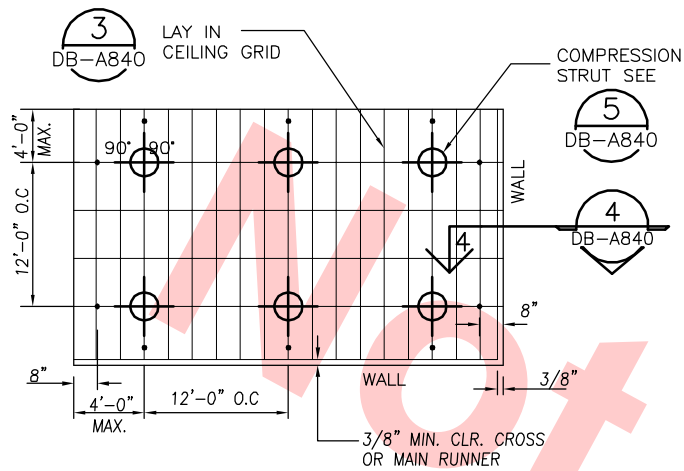 3
DB-A840
LAY IN
CEILING GRID
COMPRESSION
STRUT SEE
5
DB-A840
4'-0"
MAX.
90° 90°
12'-0" O.C
WALL
4
DB-A840
4
8"
8"
WALL
3/8"
4'-0"
MAX.
12'-0" O.C
3/8" MIN. CLR. CROSS
OR MAIN RUNNER
Not